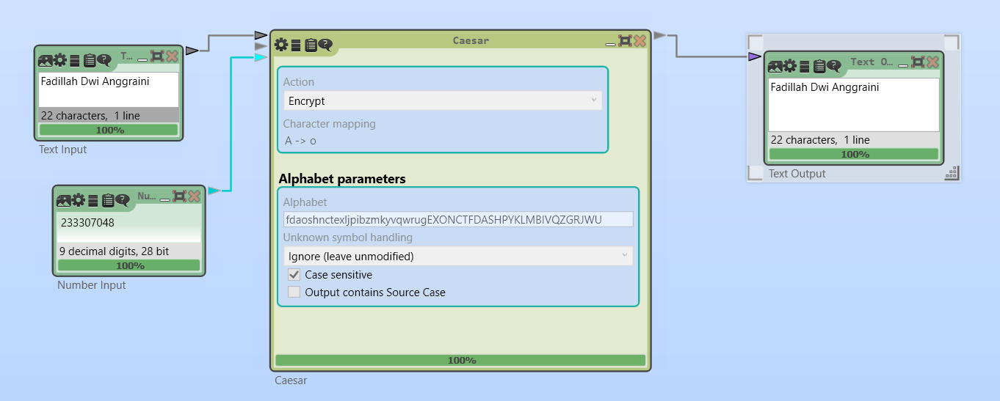 T...
Fadillah Dwi Anggraini
22 characters,  1 line
100%
Text Input
Nu...
233307048
9 decimal digits, 28 bit
100%
Number Input
Caesar
Action
Encrypt
Character mapping
A -> o
Alphabet parameters
Alphabet
fdaoshnctexljpibzmkyvqwrugEXONCTFDASHPYKLMBIVQZGRJWU
Unknown symbol handling
Ignore (leave unmodified)
Case sensitive
Output contains Source Case
100%
Caesar
Text O...
Fadillah Dwi Anggraini
22 characters,  1 line
100%
Text Output